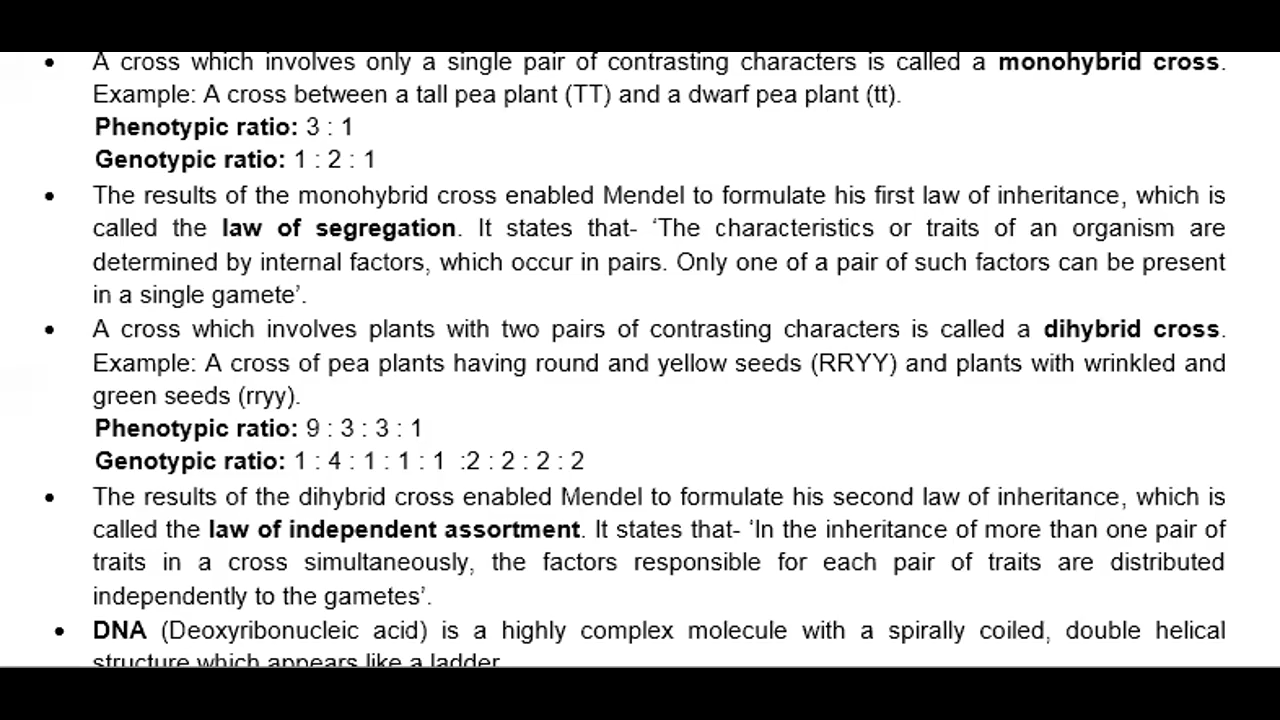 • A cross which involves only a single pair of contrasting characters is called a monohybrid cross.
Example: A cross between a tall pea plant (TT) and a dwarf pea plant (tt).
Phenotypic ratio: 3 : 1
Genotypic ratio: 1 : 2 : 1
• The results of the monohybrid cross enabled Mendel to formulate his first law of inheritance, which is
called the law of segregation. It states that- ‘The characteristics or traits of an organism are
determined by internal factors, which occur in pairs. Only one of a pair of such factors can be present
in a single gamete’.
• A cross which involves plants with two pairs of contrasting characters is called a dihybrid cross.
Example: A cross of pea plants having round and yellow seeds (RRYY) and plants with wrinkled and
green seeds (rryy).
Phenotypic ratio: 9 : 3 : 3 : 1
Genotypic ratio: 1 : 4 : 1 : 1 : 1 :2 : 2 : 2 : 2
• The results of the dihybrid cross enabled Mendel to formulate his second law of inheritance, which is
called the law of independent assortment. It states that- ‘In the inheritance of more than one pair of
traits in a cross simultaneously, the factors responsible for each pair of traits are distributed
independently to the gametes’.
• DNA (Deoxyribonucleic acid) is a highly complex molecule with a spirally coiled, double helical
structure which appears like a ladder.